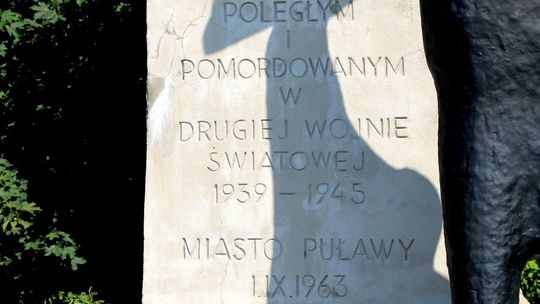 POLEGŁYM
i
POMORDOWANYM
W
DRUGIEJ WOJNIE
ŚWIATOWEJ
1939 – 1945
MIASTO PUŁAWY
1.IX.1963